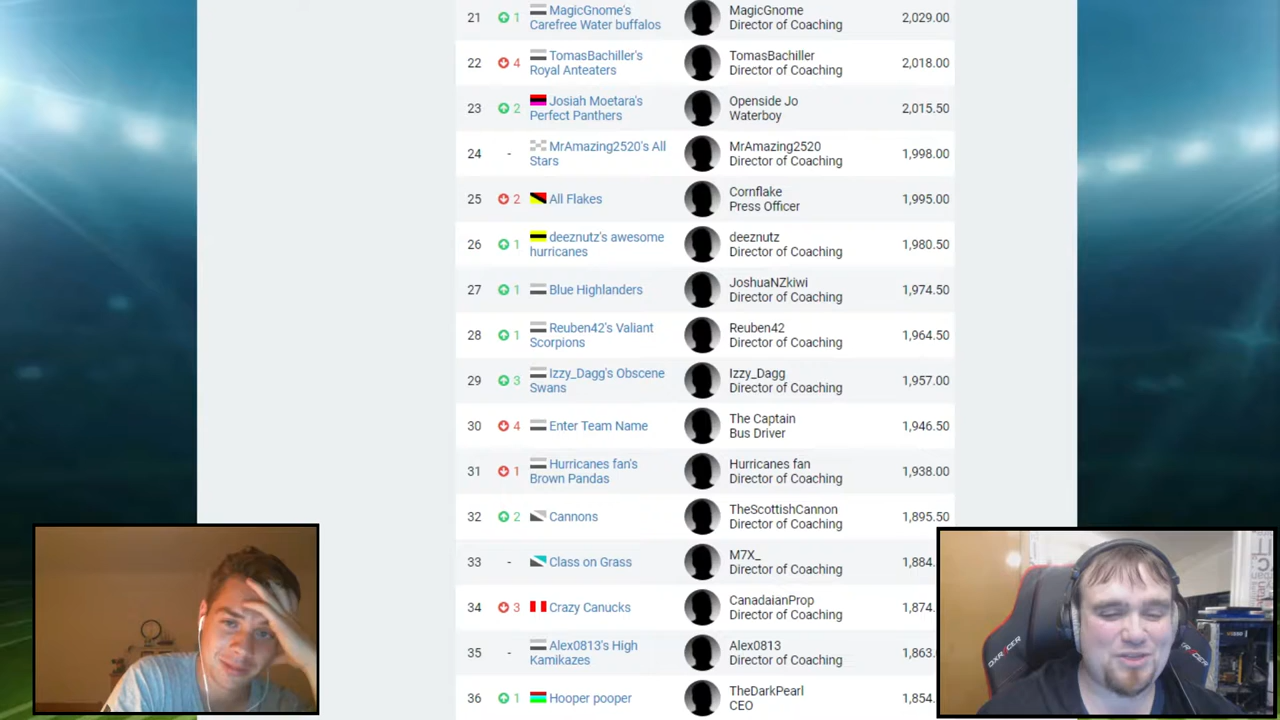 21 1 MagicGnome's MagicGnome 2,029.00
Carefree Water buffalos Director of Coaching
22 4 TomasBachiller's TomasBachiller 2,018.00
Royal Anteaters Director of Coaching
23 2 Josiah Moetara's Openside Jo 2,015.50
Perfect Panthers Waterboy
24 - MrAmazing2520's All MrAmazing2520 1,998.00
Stars Director of Coaching
25 2 All Flakes Cornflake 1,995.00
Press Officer
26 1 deeznutz's awesome deeznutz 1,980.50
hurricanes Director of Coaching
27 1 Blue Highlanders JoshuaNZkiwi 1,974.50
Director of Coaching
28 1 Reuben42's Valiant Reuben42 1,964.50
Scorpions Director of Coaching
29 3 Izzy_Dagg's Obscene Izzy_Dagg 1,957.00
Swans Director of Coaching
30 4 Enter Team Name The Captain 1,946.50
Bus Driver
31 1 Hurricanes fan's Hurricanes fan 1,938.00
Brown Pandas Director of Coaching
32 2 Cannons TheScottishCannon 1,895.50
Director of Coaching
33 - Class on Grass M7X_ 1,884.
Director of Coaching
34 3 Crazy Canucks CanadaianProp 1,874.
Director of Coaching
35 - Alex0813's High Alex0813 1,863.
Kamikazes Director of Coaching
36 1 Hooper pooper TheDarkPearl 1,854.
CEO
OXRACER